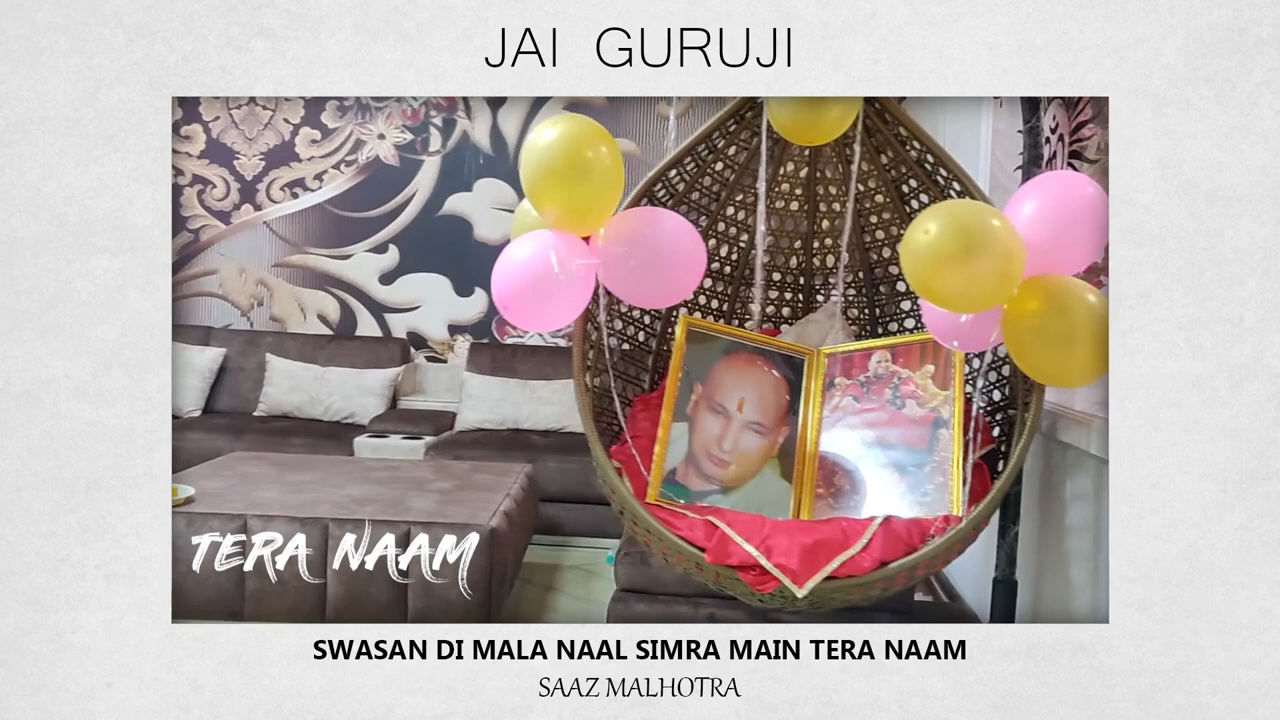 JAI GURUJI
TERA NAAM
SWASAN DI MALA NAAL SIMRA MAIN TERA NAAM
SAAZ MALHOTRA